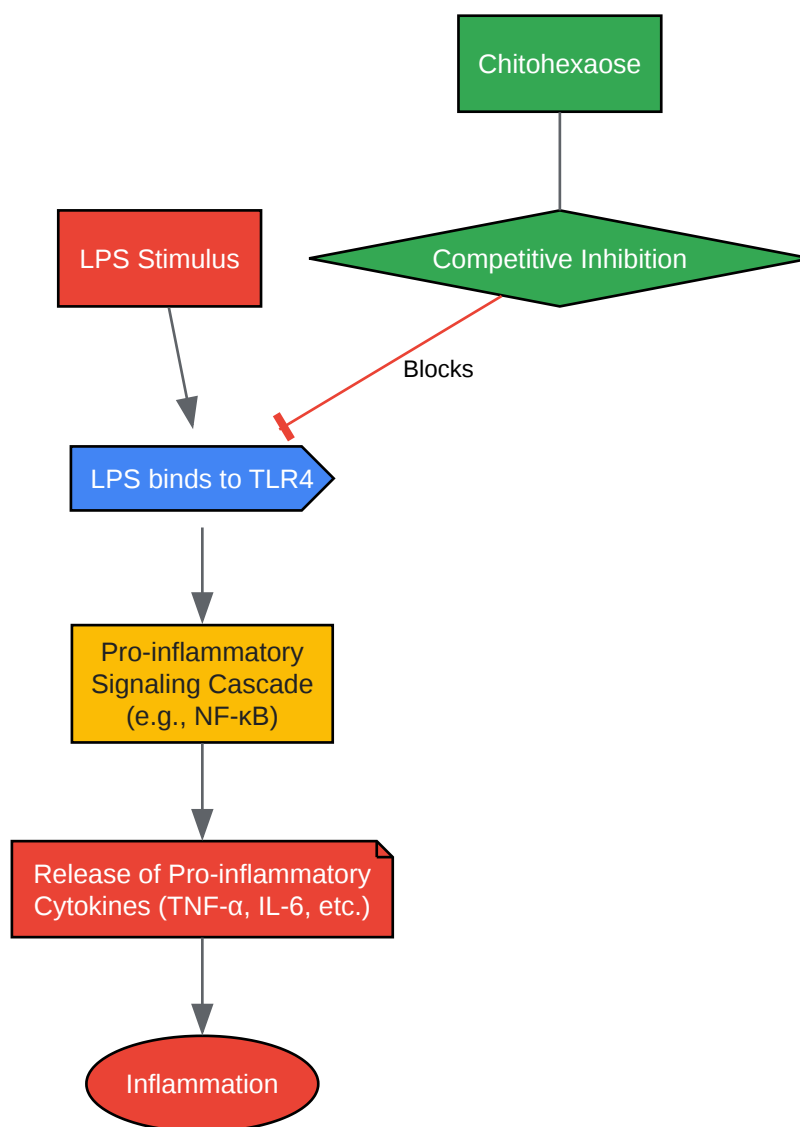 Chitohexaose
LPS Stimulus
Competitive Inhibition
Blocks
LPS binds to TLR4
Pro-inflammatory
Signaling Cascade
(e.g., NF-κB)
Release of Pro-inflammatory
Cytokines (TNF-α, IL-6, etc.)
Inflammation